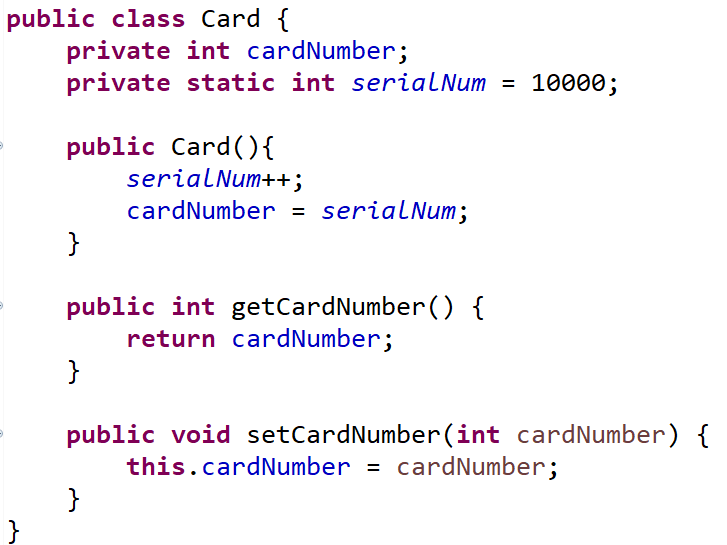 public class Card {
    private int cardNumber;
    private static int serialNum = 10000;
    public Card(){
        serialNum++;
        cardNumber = serialNum;
    }
    public int getCardNumber() {
        return cardNumber;
    }
    public void setCardNumber(int cardNumber) {
        this.cardNumber = cardNumber;
    }
}